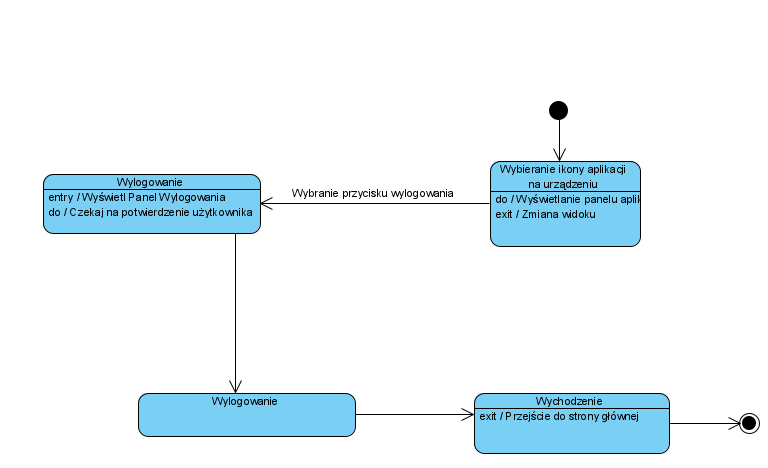 Wybieranie ikony aplikacji
na urządzeniu
do / Wyświetlanie panelu aplik
exit / Zmiana widoku
Wybranie przycisku wylogowania
Wylogowanie
entry / Wyświetl Panel Wylogowania
do / Czekaj na potwierdzenie użytkownika
Wylogowanie
Wychodzenie
exit / Przejście do strony głównej